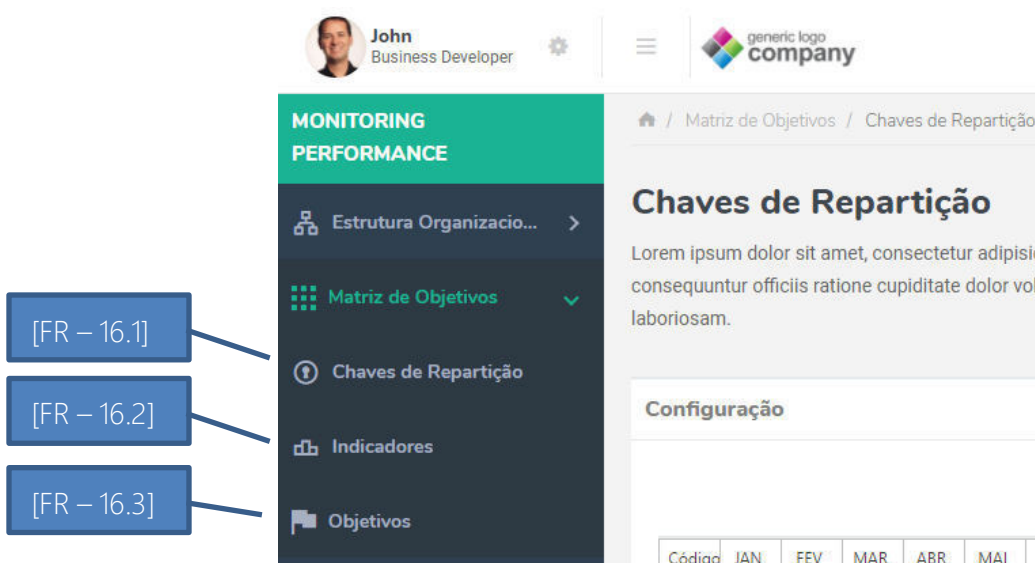 John
Business Developer
generic logo
company
MONITORING
PERFORMANCE
/ Matriz de Objetivos / Chaves de Repartição
Chaves de Repartição
Estrutura Organizacio...
Lorem ipsum dolor sit amet, consectetur
consequuntur officiis ratione cupiditate dolor
laboriosam.
Matriz de Objetivos
[FR – 16.1]
Chaves de Repartição
[FR – 16.2]
Indicadores
[FR – 16.3]
Objetivos
Configuração
Código JAN FEV MAR ABR MAI